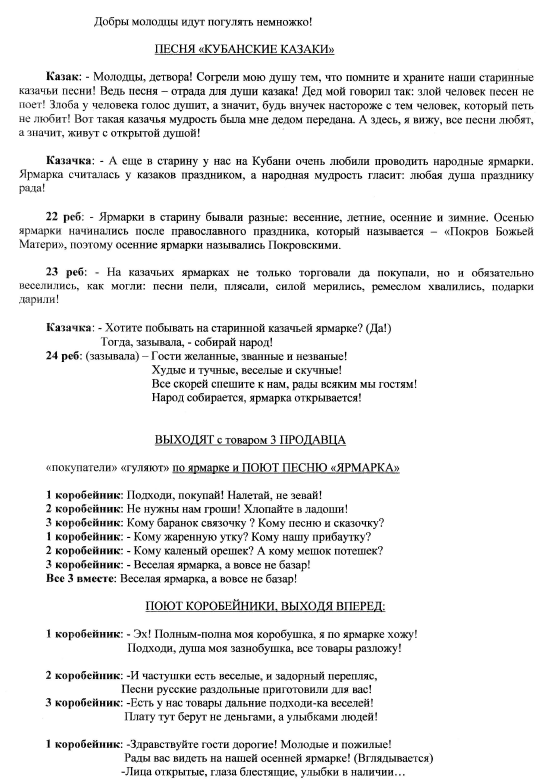 Добры молодцы идут погулять немножко!
ПЕСНЯ «КУБАНСКИЕ КАЗАКИ»
Казак: - Молодцы, детвора! Согрели мою душу тем, что помните и храните наши старинные
казачьи песни! Ведь песня – отрада для души казака! Дед мой говорил так: злой человек песен не
поет! Злоба у человека голос душит, а значит, будь внучек настороже с тем человек, который петь
не любит! Вот такая казачья мудрость была мне дедом передана. А здесь, я вижу, все песни любят,
а значит, живут с открытой душой!
Казачка: - А еще в старину у нас на Кубани очень любили проводить народные ярмарки.
Ярмарка считалась у казаков праздником, а народная мудрость гласит: любая душа празднику
рада!
22 реб: - Ярмарки в старину бывали разные: весенние, летние, осенние и зимние. Осенью
ярмарки начинались после православного праздника, который называется – «Покров Божьей
Матери», поэтому осенние ярмарки назывались Покровскими.
23 реб: - На казачьих ярмарках не только торговали да покупали, но и обязательно
веселились, как могли: песни пели, плясали, силой мерились, ремеслом хвалились, подарки
дарили!
Казачка: - Хотите побывать на старинной казачьей ярмарке? (Да!)
Тогда, зазывала, - собирай народ!
24 реб: (зазывала) – Гости желанные, званные и незваные!
Худые и тучные, веселые и скучные!
Все скорей спешите к нам, рады всяким мы гостям!
Народ собирается, ярмарка открывается!
ВЫХОДЯТ с товаром 3 ПРОДАВЦА
«покупатели» «гуляют» по ярмарке и ПОЮТ ПЕСНЮ «ЯРМАРКА»
1 коробейник: Подходи, покупай! Налетай, не зевай!
2 коробейник: Не нужны нам гроши! Хлопайте в ладоши!
3 коробейник: Кому баранок связочку ? Кому песню и сказочку?
1 коробейник: - Кому жаренную утку? Кому нашу прибаутку?
2 коробейник: - Кому каленый орешек? А кому мешок потешек?
3 коробейник: - Веселая ярмарка, а вовсе не базар!
Все 3 вместе: Веселая ярмарка, а вовсе не базар!
ПОЮТ КОРОБЕЙНИКИ, ВЫХОДЯ ВПЕРЕД:
1 коробейник: - Эх! Полным-полна моя коробушка, я по ярмарке хожу!
Подходи, душа моя зазнобушка, все товары разложу!
2 коробейник: -И частушки есть веселые, и задорный перепляс,
Песни русские раздольные приготовили для вас!
3 коробейник: -Есть у нас товары дальние подходи-ка веселей!
Плату тут берут не деньгами, а улыбками людей!
1 коробейник: -Здравствуйте гости дорогие! Молодые и пожилые!
Рады вас видеть на нашей осенней ярмарке! (Вглядывается)
-Лица открытые, глаза блестящие, улыбки в наличии…